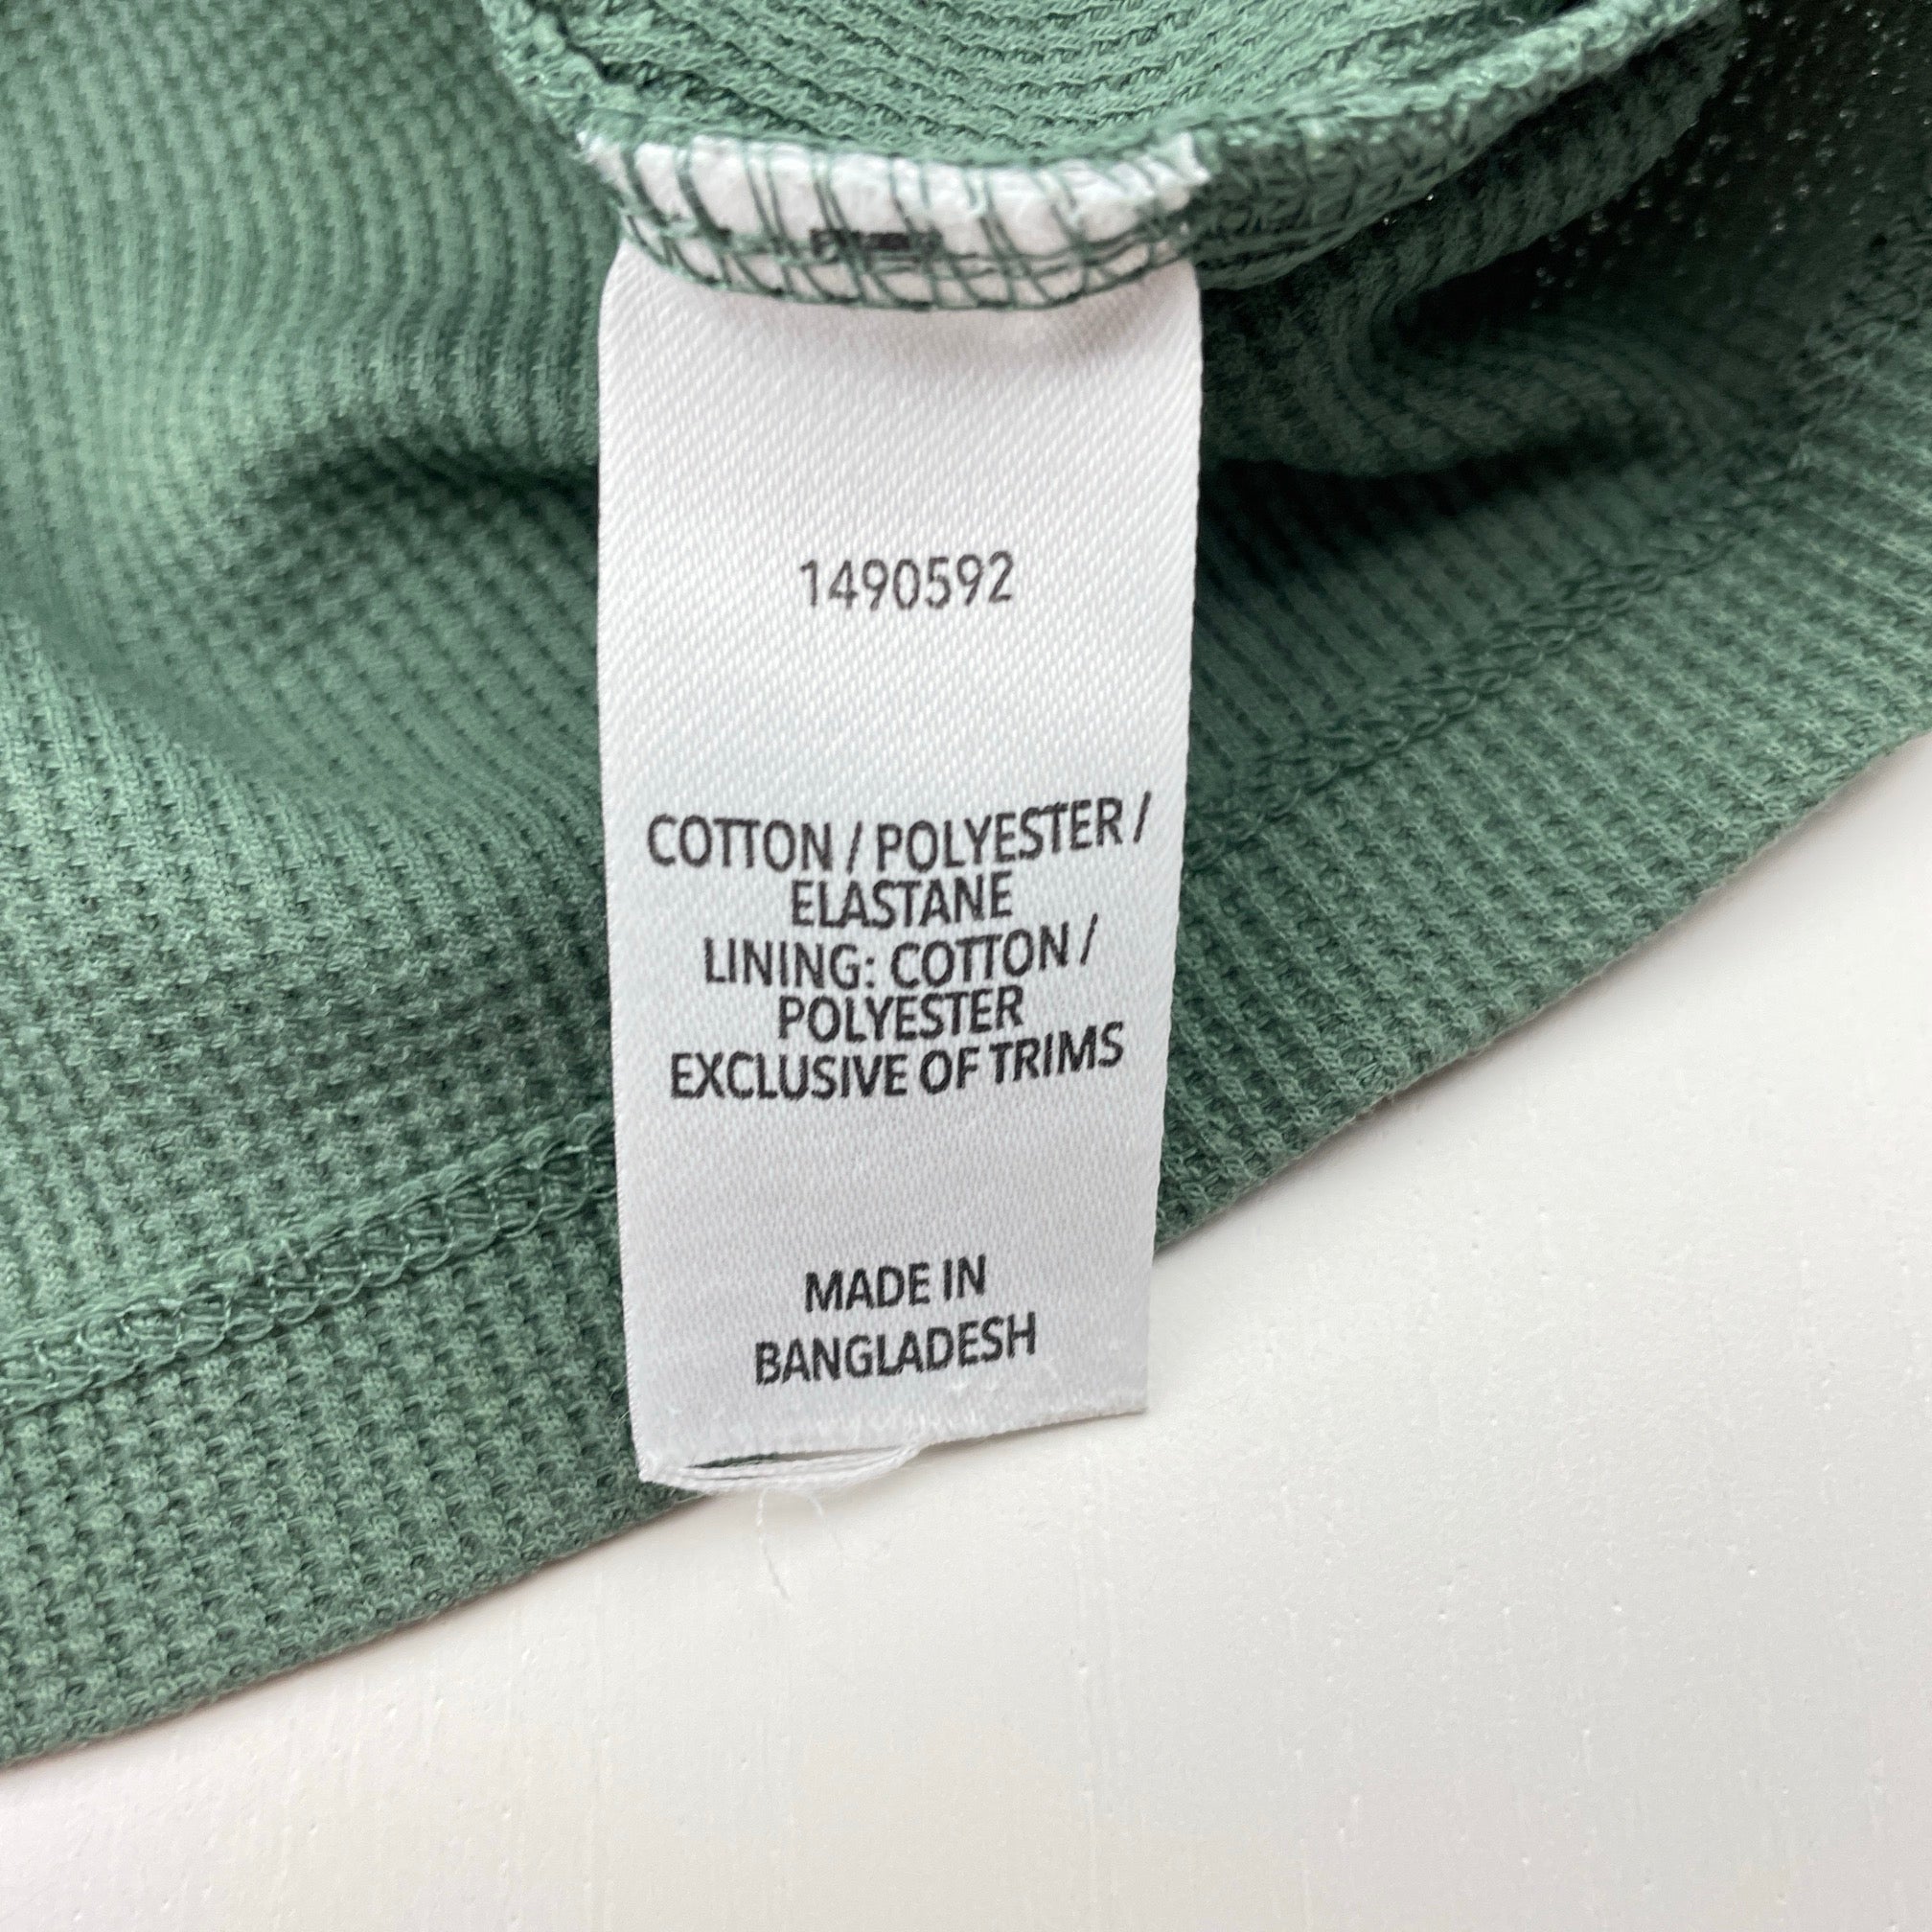 1490592
COTTON / POLYESTER /
ELASTANE
LINING: COTTON /
POLYESTER
EXCLUSIVE OF TRIMS
MADE IN
BANGLADESH